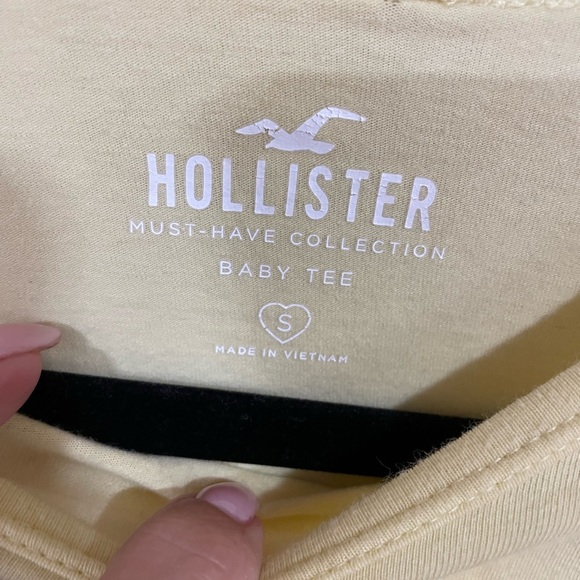 HOLLISTER
MUST-HAVE COLLECTION
BABY TEE
S
MADE IN VIETNAM